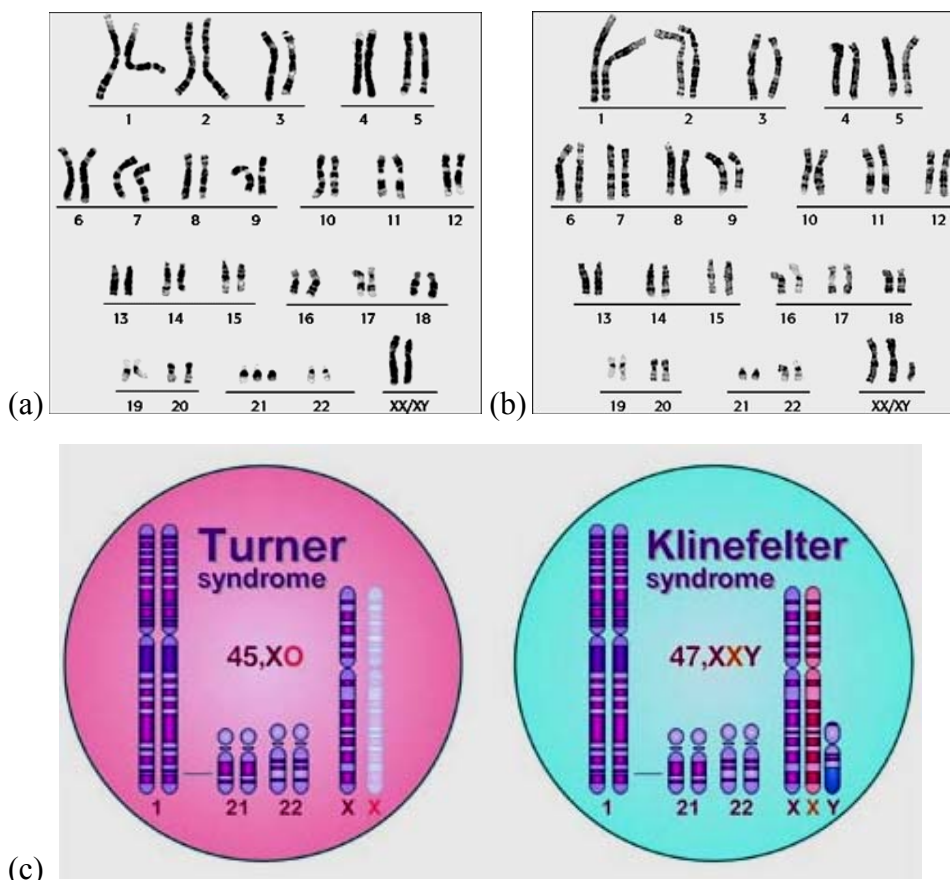 1 2 3 4 5
6 7 8 9 10 11 12
13 14 15 16 17 18
19 20 21 22 XX/XY
(a)
1 2 3 4 5
6 7 8 9 10 11 12
13 14 15 16 17 18
19 20 21 22 XX/XY
(b)
Turner
syndrome
45,XO
1 21 22 X X
Klinefelter
syndrome
47,XXY
1 21 22 X X Y
(c)